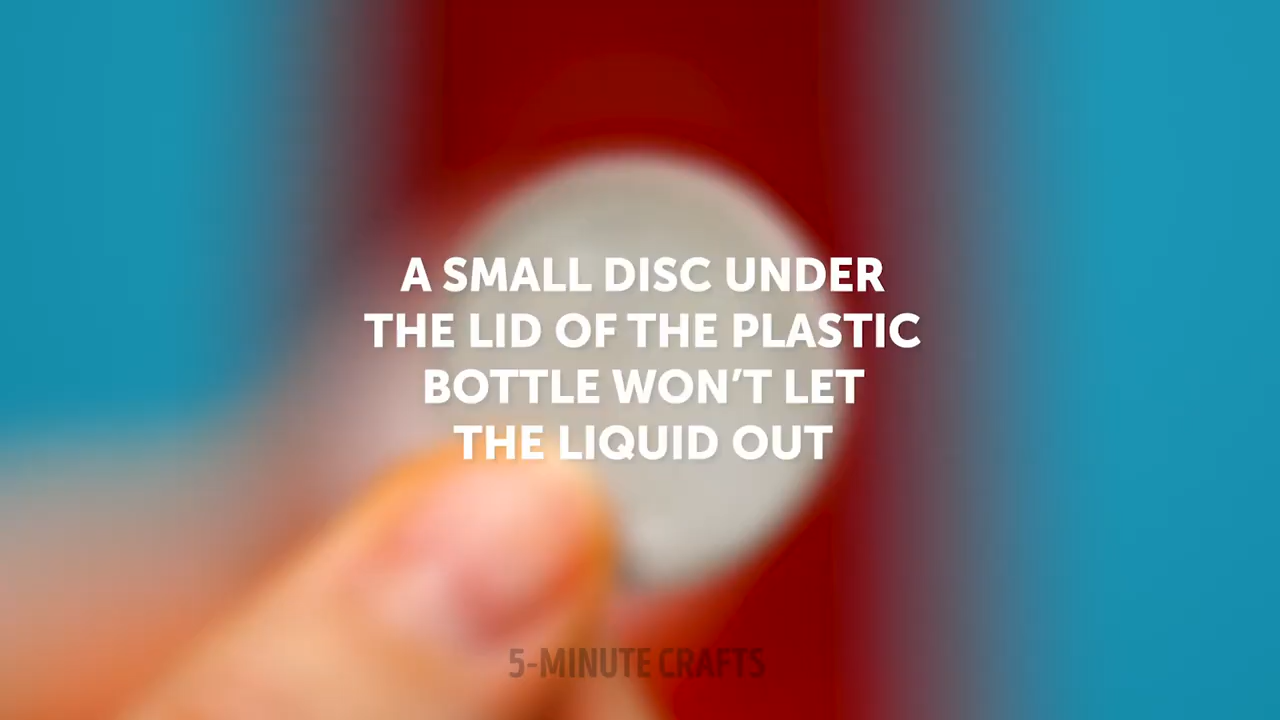 A SMALL DISC UNDER
THE LID OF THE PLASTIC
BOTTLE WON’T LET
THE LIQUID OUT
5-MINUTE CRAFTS